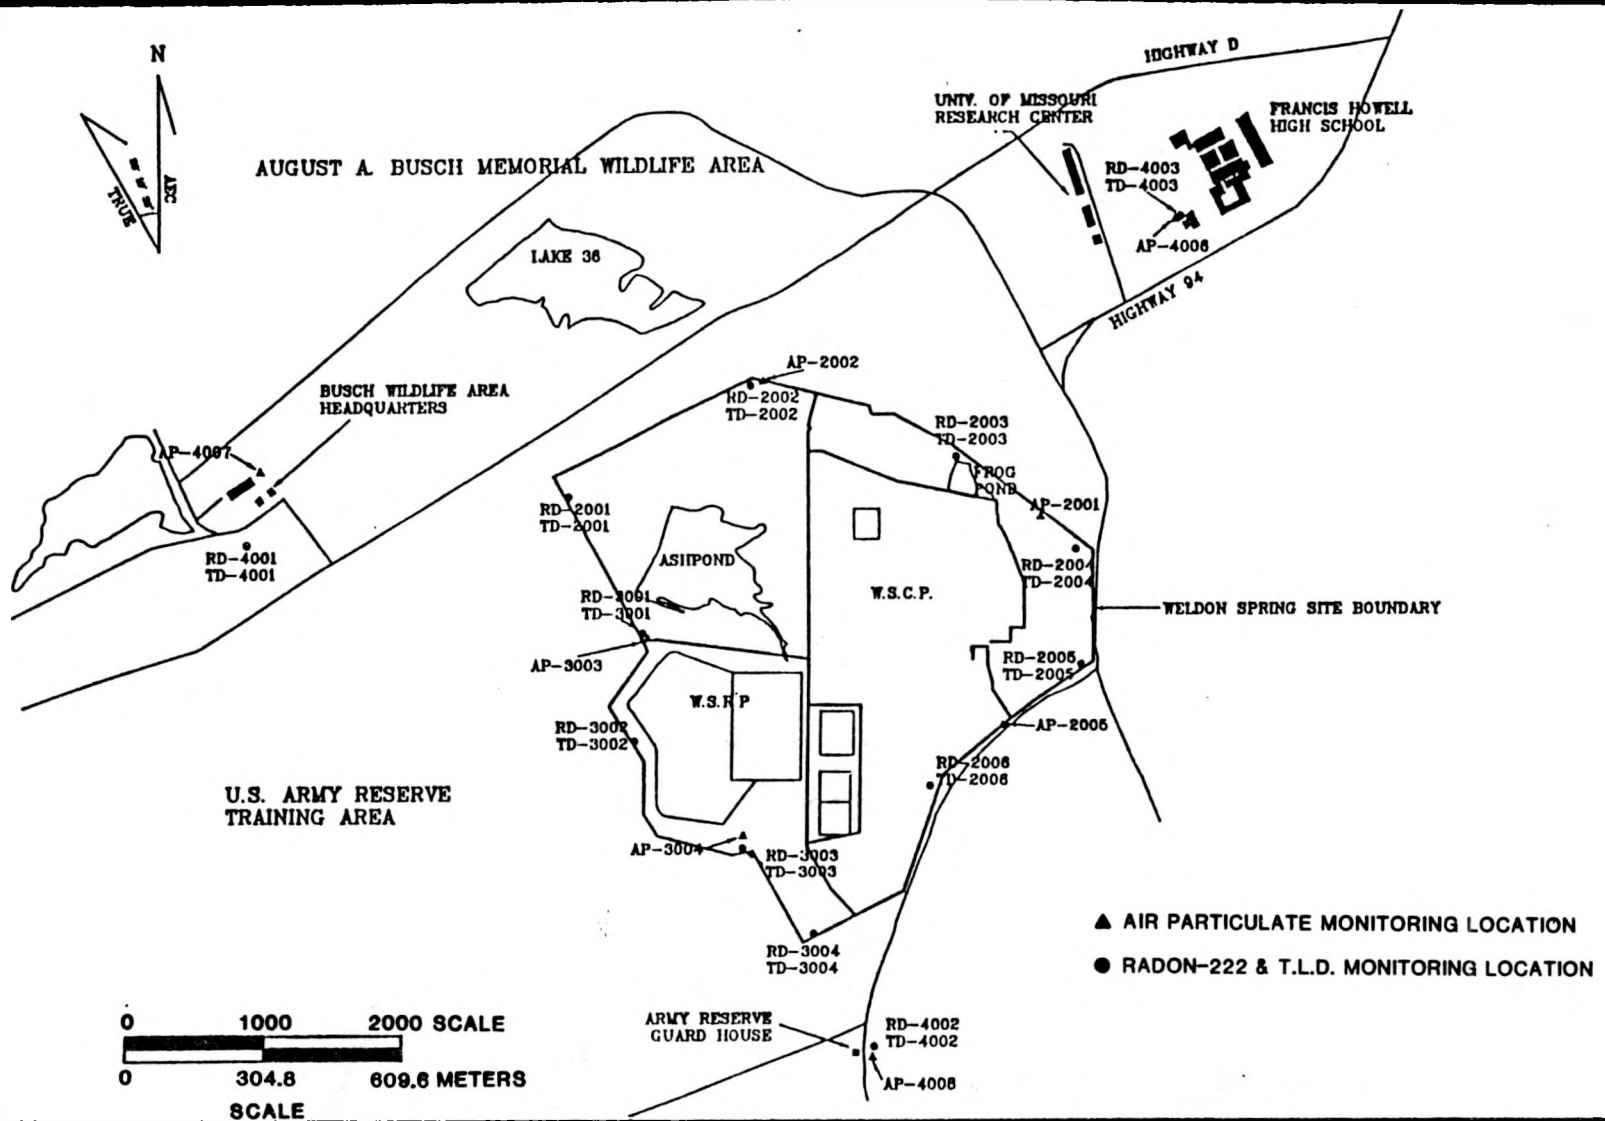 HIGHWAY D
N
UNIV. OF MISSOURI
RESEARCH CENTER
FRANCIS HOWELL
HIGH SCHOOL
AUGUST A. BUSCH MEMORIAL WILDLIFE AREA
RD-4003
TD-4003
TRUE
AEC
AP-4006
LAKE 36
HIGHWAY 94
AP-2002
BUSCH WILDLIFE AREA
HEADQUARTERS
RD-2002
TD-2002
RD-2003
TD-2003
AP-4007
FROG
POND
RD-2001
TD-2001
AP-2001
RD-4001
TD-4001
ASHPOND
RD-2004
TD-2004
RD-3001
TD-3001
W.S.C.P.
WELDON SPRING SITE BOUNDARY
AP-3003
RD-2005
TD-2005
W.S.R.P
RD-3002
TD-3002
AP-2005
RD-2006
TD-2006
U.S. ARMY RESERVE
TRAINING AREA
AP-3004
RD-3003
TD-3003
▲ AIR PARTICULATE MONITORING LOCATION
RD-3004
TD-3004
● RADON-222 & T.L.D. MONITORING LOCATION
0 1000 2000 SCALE
ARMY RESERVE
GUARD HOUSE
RD-4002
TD-4002
0 304.8 609.6 METERS
AP-4008
SCALE